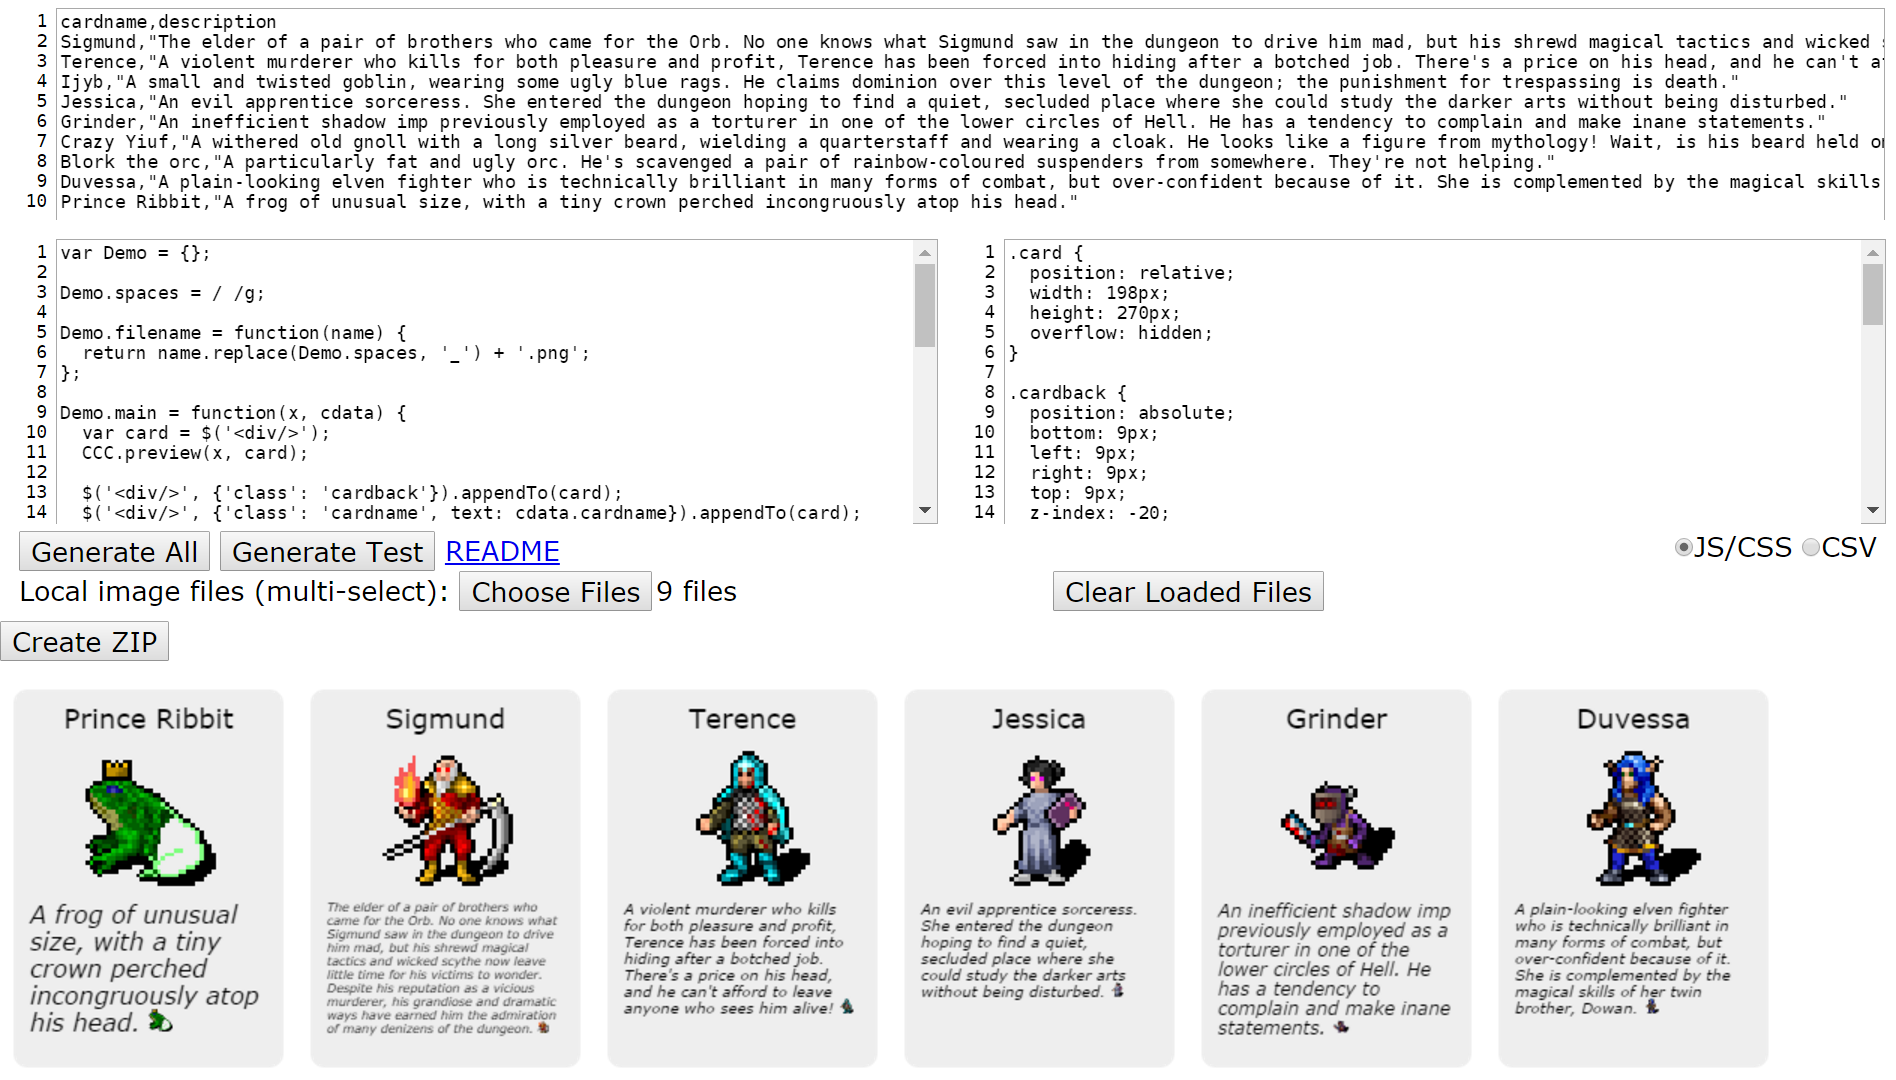 1 cardname,description
2 Sigmund,"The elder of a pair of brothers who came for the Orb. No one knows what Sigmund saw in the dungeon to drive him mad, but his shrewd magical tactics and wicked
3 Terence,"A violent murderer who kills for both pleasure and profit, Terence has been forced into hiding after a botched job. There's a price on his head, and he can't
4 Ijyb,"A small and twisted goblin, wearing some ugly blue rags. He claims dominion over this level of the dungeon; the punishment for trespassing is death."
5 Jessica,"An evil apprentice sorceress. She entered the dungeon hoping to find a quiet, secluded place where she could study the darker arts without being disturbed."
6 Grinder,"An inefficient shadow imp previously employed as a torturer in one of the lower circles of Hell. He has a tendency to complain and make inane statements."
7 Crazy Yiuf,"A withered old gnoll with a long silver beard, wielding a quarterstaff and wearing a cloak. He looks like a figure from mythology! Wait, is his beard held
8 Blork the orc,"A particularly fat and ugly orc. He's scavenged a pair of rainbow-coloured suspenders from somewhere. They're not helping."
9 Duvessa,"A plain-looking elven fighter who is technically brilliant in many forms of combat, but over-confident because of it. She is complemented by the magical skills
10 Prince Ribbit,"A frog of unusual size, with a tiny crown perched incongruously atop his head."
1 var Demo = {};
2
3 Demo.spaces = / /g;
4
5 Demo.filename = function(name) {
6 return name.replace(Demo.spaces, '_') + '.png';
7 };
8
9 Demo.main = function(x, cdata) {
10 var card = $('<div/>');
11 CCC.preview(x, card);
12
13 $('<div/>', {'class': 'cardback'}).appendTo(card);
14 $('<div/>', {'class': 'cardname', text: cdata.cardname}).appendTo(card);
1 .card {
2 position: relative;
3 width: 198px;
4 height: 270px;
5 overflow: hidden;
6 }
7
8 .cardback {
9 position: absolute;
10 bottom: 9px;
11 left: 9px;
12 right: 9px;
13 top: 9px;
14 z-index: -20;
Generate All Generate Test README JS/CSS CSV
Local image files (multi-select): Choose Files 9 files Clear Loaded Files
Create ZIP
Prince Ribbit
A frog of unusual
size, with a tiny
crown perched
incongruously atop
his head.
Sigmund
The elder of a pair of brothers who
came for the Orb. No one knows what
Sigmund saw in the dungeon to drive
him mad, but his shrewd magical
tactics and wicked scythe now leave
little time for his victims to wonder.
Despite his reputation as a vicious
murderer, his grandiose and dramatic
ways have earned him the admiration
of many denizens of the dungeon.
Terence
A violent murderer who kills
for both pleasure and profit,
Terence has been forced into
hiding after a botched job.
There's a price on his head,
and he can't afford to leave
anyone who sees him alive!
Jessica
An evil apprentice sorceress.
She entered the dungeon
hoping to find a quiet,
secluded place where she
could study the darker arts
without being disturbed.
Grinder
An inefficient shadow imp
previously employed as a
torturer in one of the
lower circles of Hell. He
has a tendency to
complain and make inane
statements.
Duvessa
A plain-looking elven fighter
who is technically brilliant in
many forms of combat, but
over-confident because of it.
She is complemented by the
magical skills of her twin
brother, Dowan.